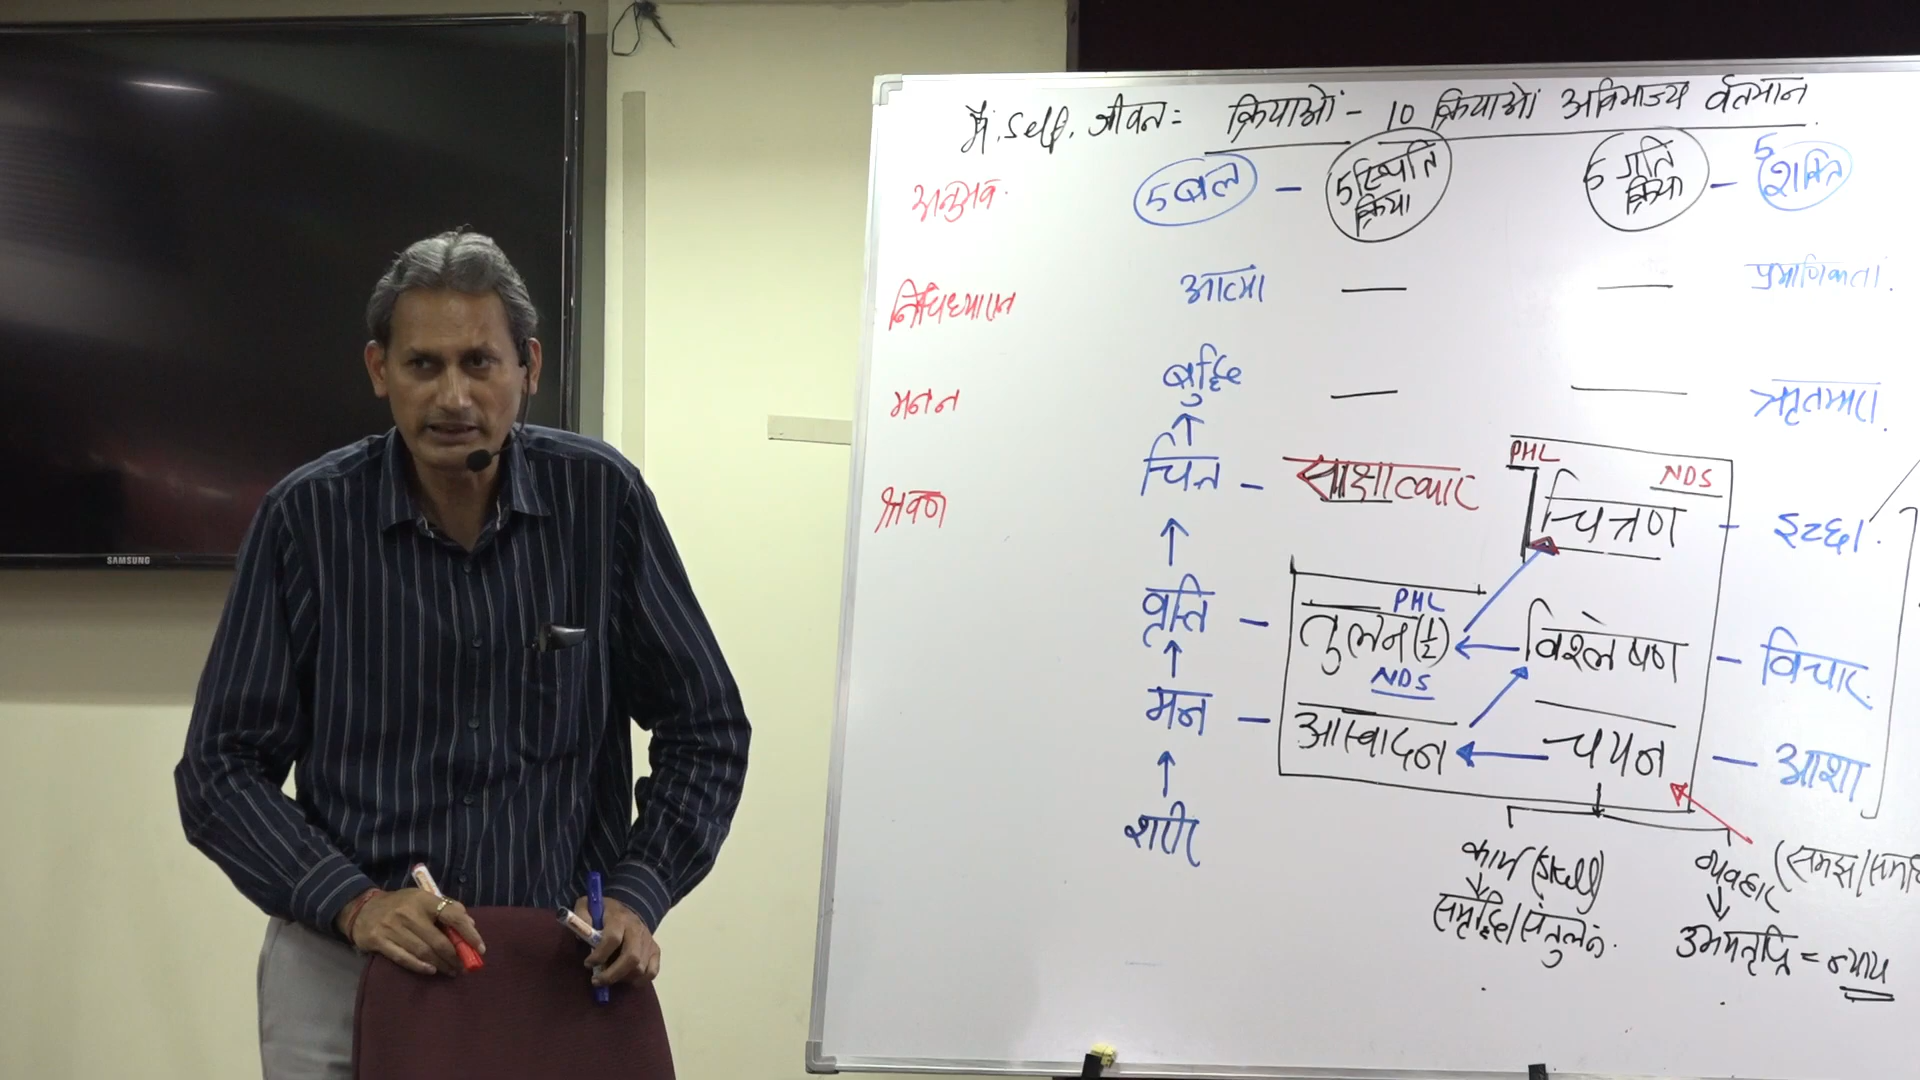 मैं. Self. जीवन = क्रियाओं - 10 क्रियाओं अविभाज्य वर्तमान
अनुभव. 5 बल - 5 स्थिति क्रिया 5 गति क्रिया - 5 शक्ति
आत्मा — — प्रमाणिकता.
निधिध्यासन
बुद्धि — —
मनन
PHL NDS
चित्त - साक्षात्कार चित्रण - इच्छा.
श्रवण
PHL
वृत्ति - तुलन (1/2) विश्लेषण - विचार.
NDS
मन - आस्वादन चयन - आशा
शरीर
कार्य (Skill) व्यवहार (समझ/
समृद्धि/संतुलन. उभयतृप्ति = न्याय
SAMSUNG